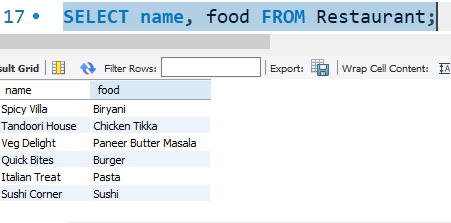 17 SELECT name, food FROM Restaurant;
sult Grid Filter Rows: Export: Wrap Cell Content:
name food
Spicy Villa Biryani
Tandoori House Chicken Tikka
Veg Delight Paneer Butter Masala
Quick Bites Burger
Italian Treat Pasta
Sushi Corner Sushi